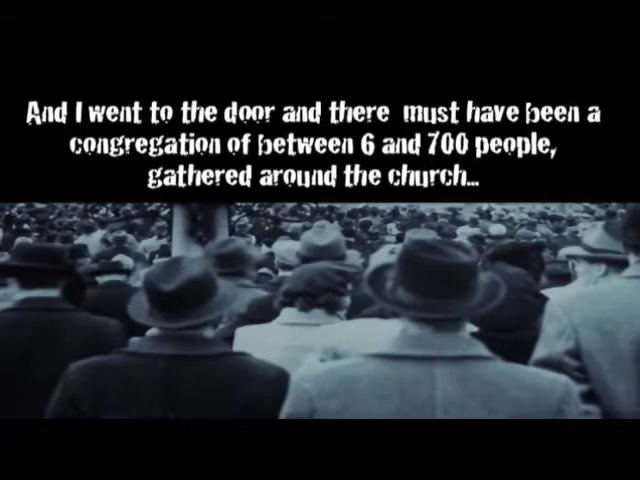 And I went to the door and there must have been a
congregation of between 6 and 700 people,
gathered around the church...